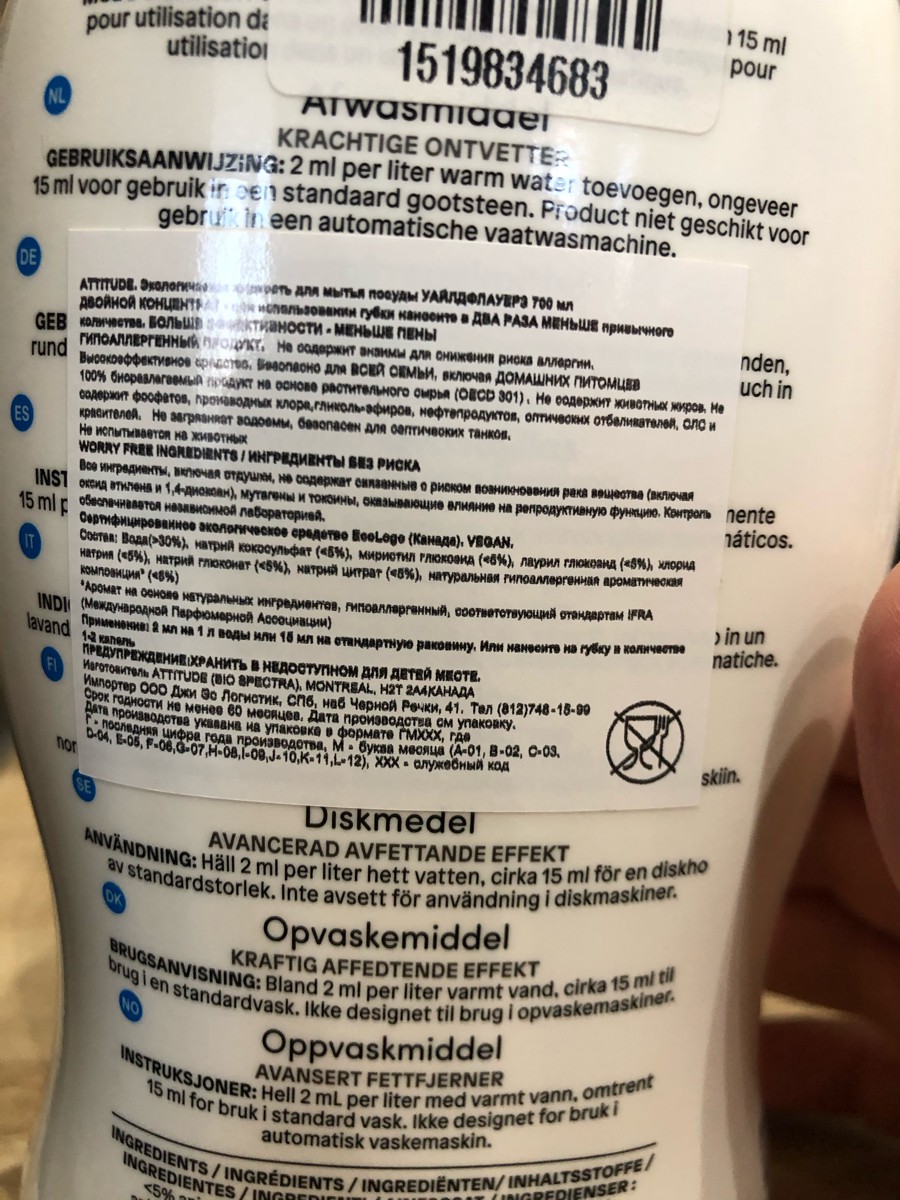 pour utilisation
15 ml
utilisation
pour
1519834683
NL
Afwasmiddel
KRACHTIGE ONTVETTER
GEBRUIKSAANWIJZING: 2 ml per liter warm water toevoegen, ongeveer
15 ml voor gebruik in een standaard gootsteen. Product niet geschikt voor
gebruik in een automatische vaatwasmachine.
DE
ATTITUDE. Экологическая жидкость для мытья посуды УАЙЛДФЛАУЕРЗ 700 мл
ДВОЙНОЙ КОНЦЕНТРАТ - при использовании губки наносите в ДВА РАЗА МЕНЬШЕ привычного
количества. БОЛЬШЕ ЭФФЕКТИВНОСТИ - МЕНЬШЕ ПЕНЫ
ГИПОАЛЛЕРГЕННЫЙ ПРОДУКТ. Не содержит энзимы для снижения риска аллергии.
Высокоэффективное средство. Безопасно для ВСЕЙ СЕМЬИ, включая ДОМАШНИХ ПИТОМЦЕВ
100% биоразлагаемый продукт на основе растительного сырья (OECD 301). Не содержит животных жиров. Не
содержит фосфатов, производных хлора,гликоль-эфиров, нефтепродуктов, оптических отбеливателей, СЛС и
красителей. Не загрязняет водоемы, безопасен для септических танков.
Не испытывается на животных
WORRY FREE INGREDIENTS / ИНГРЕДИЕНТЫ БЕЗ РИСКА
Все ингредиенты, включая отдушки, не содержат связанные с риском возникновения рака вещества (включая
оксид этилена и 1,4-диоксан), мутагены и токсины, оказывающие влияние на репродуктивную функцию. Контроль
обеспечивается независимой лабораторией.
Сертифицированное экологическое средство EcoLogo (Канада). VEGAN.
Состав: Вода(>30%), натрий кокосульфат (<5%), миристил глюкозид (<5%), лаурил глюкозид (<5%), хлорид
натрия (<5%), натрий глюконат (<5%), натрий цитрат (<5%), натуральная гипоаллергенная ароматическая
композиция* (<5%)
*Аромат на основе натуральных ингредиентов, гипоаллергенный, соответствующий стандартам IFRA
(Международной Парфюмерной Ассоциации)
Применение: 2 мл на 1 л воды или 15 мл на стандартную раковину. Или нанесите на губку в количестве
1-2 капель
ПРЕДУПРЕЖДЕНИЕ:ХРАНИТЬ В НЕДОСТУПНОМ ДЛЯ ДЕТЕЙ МЕСТЕ.
Изготовитель ATTITUDE (BIO SPECTRA), MONTREAL, H2T 2A4КАНАДА
Импортер ООО Джи Эс Логистик, СПб, наб Черной Речки, 41. Тел (812)748-15-99
Срок годности не менее 60 месяцев. Дата производства см упаковку.
Дата производства указана на упаковке в формате ГМXXX, где
Г - последняя цифра года производства, М - буква месяца (A-01, B-02, C-03,
D-04, E-05, F-06,G-07,H-08,I-09,J-10,K-11,L-12), XXX - служебный код
GEB
nden,
rund
uch in
ES
INST
nente
15 ml
máticos.
IT
INDI
o in un
lavand
matiche.
FI
nor
skiin.
SE
Diskmedel
AVANCERAD AVFETTANDE EFFEKT
ANVÄNDNING: Häll 2 ml per liter hett vatten, cirka 15 ml för en diskho
av standardstorlek. Inte avsett för användning i diskmaskiner.
DK
Opvaskemiddel
KRAFTIG AFFEDTENDE EFFEKT
BRUGSANVISNING: Bland 2 ml per liter varmt vand, cirka 15 ml til
brug i en standardvask. Ikke designet til brug i opvaskemaskiner.
NO
Oppvaskmiddel
AVANSERT FETTFJERNER
INSTRUKSJONER: Hell 2 mL per liter med varmt vann, omtrent
15 ml for bruk i standard vask. Ikke designet for bruk i
automatisk vaskemaskin.
INGREDIENTS / INGRÉDIENTS / INGREDIËNTEN/ INHALTSSTOFFE/
INGREDIENTES / INGREDIENTI / INGREDIENSER:
<5%